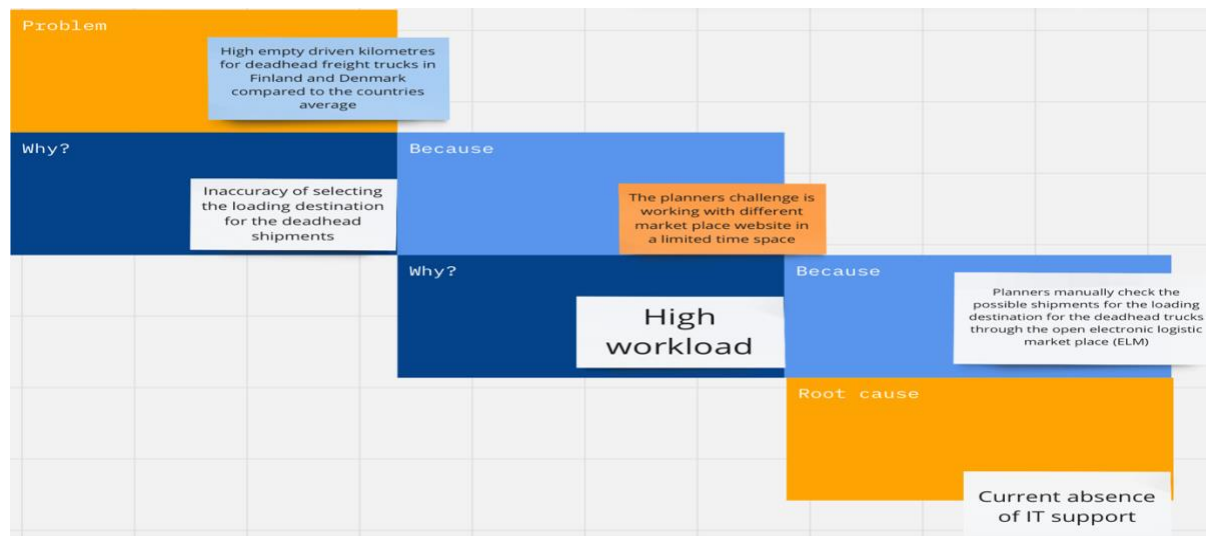 Problem
High empty driven kilometres
for deadhead freight trucks in
Finland and Denmark
compared to the countries
average
Why?
Inaccuracy of selecting
the loading destination
for the deadhead
shipments
Because
The planners challenge is
working with different
market place website in
a limited time space
Why?
High
workload
Because
Planners manually check the
possible shipments for the loading
destination for the deadhead trucks
through the open electronic logistic
market place (ELM)
Root cause
Current absence
of IT support